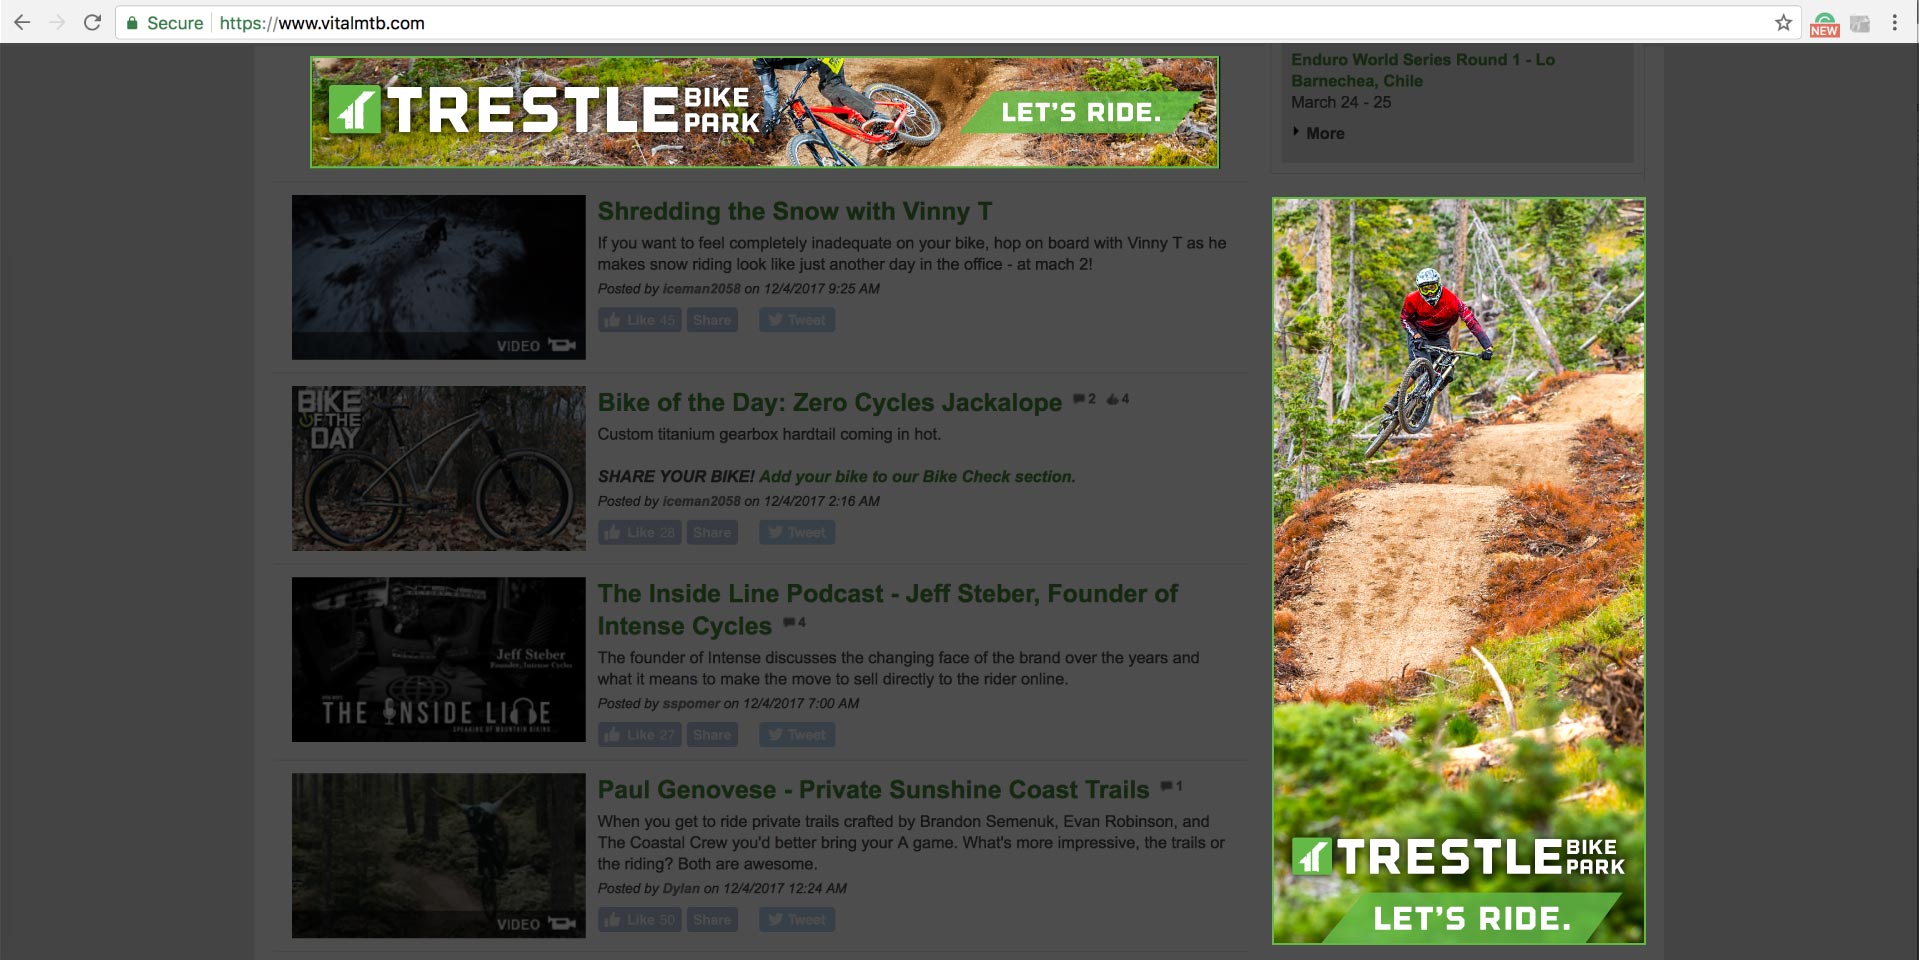 Secure https://www.vitalmtb.com
NEW
TRESTLE BIKE PARK
LET'S RIDE.
Enduro World Series Round 1 - Lo
Barnechea, Chile
March 24 - 25
More
Shredding the Snow with Vinny T
If you want to feel completely inadequate on your bike, hop on board with Vinny T as he
makes snow riding look like just another day in the office - at mach 2!
Posted by iceman2058 on 12/4/2017 9:25 AM
Like 45 Share Tweet
VIDEO
BIKE
OF THE
DAY
Bike of the Day: Zero Cycles Jackalope 2 4
Custom titanium gearbox hardtail coming in hot.
SHARE YOUR BIKE! Add your bike to our Bike Check section.
Posted by iceman2058 on 12/4/2017 2:16 AM
Like 28 Share Tweet
Jeff Steber
Founder, Intense Cycles
THE INSIDE LINE
SPEAKING OF MOUNTAIN BIKING...
The Inside Line Podcast - Jeff Steber, Founder of
Intense Cycles 4
The founder of Intense discusses the changing face of the brand over the years and
what it means to make the move to sell directly to the rider online.
Posted by sspomer on 12/4/2017 7:00 AM
Like 27 Share Tweet
VIDEO
Paul Genovese - Private Sunshine Coast Trails 1
When you get to ride private trails crafted by Brandon Semenuk, Evan Robinson, and
The Coastal Crew you'd better bring your A game. What's more impressive, the trails or
the riding? Both are awesome.
Posted by Dylan on 12/4/2017 12:24 AM
Like 50 Share Tweet
TRESTLE BIKE PARK
LET'S RIDE.